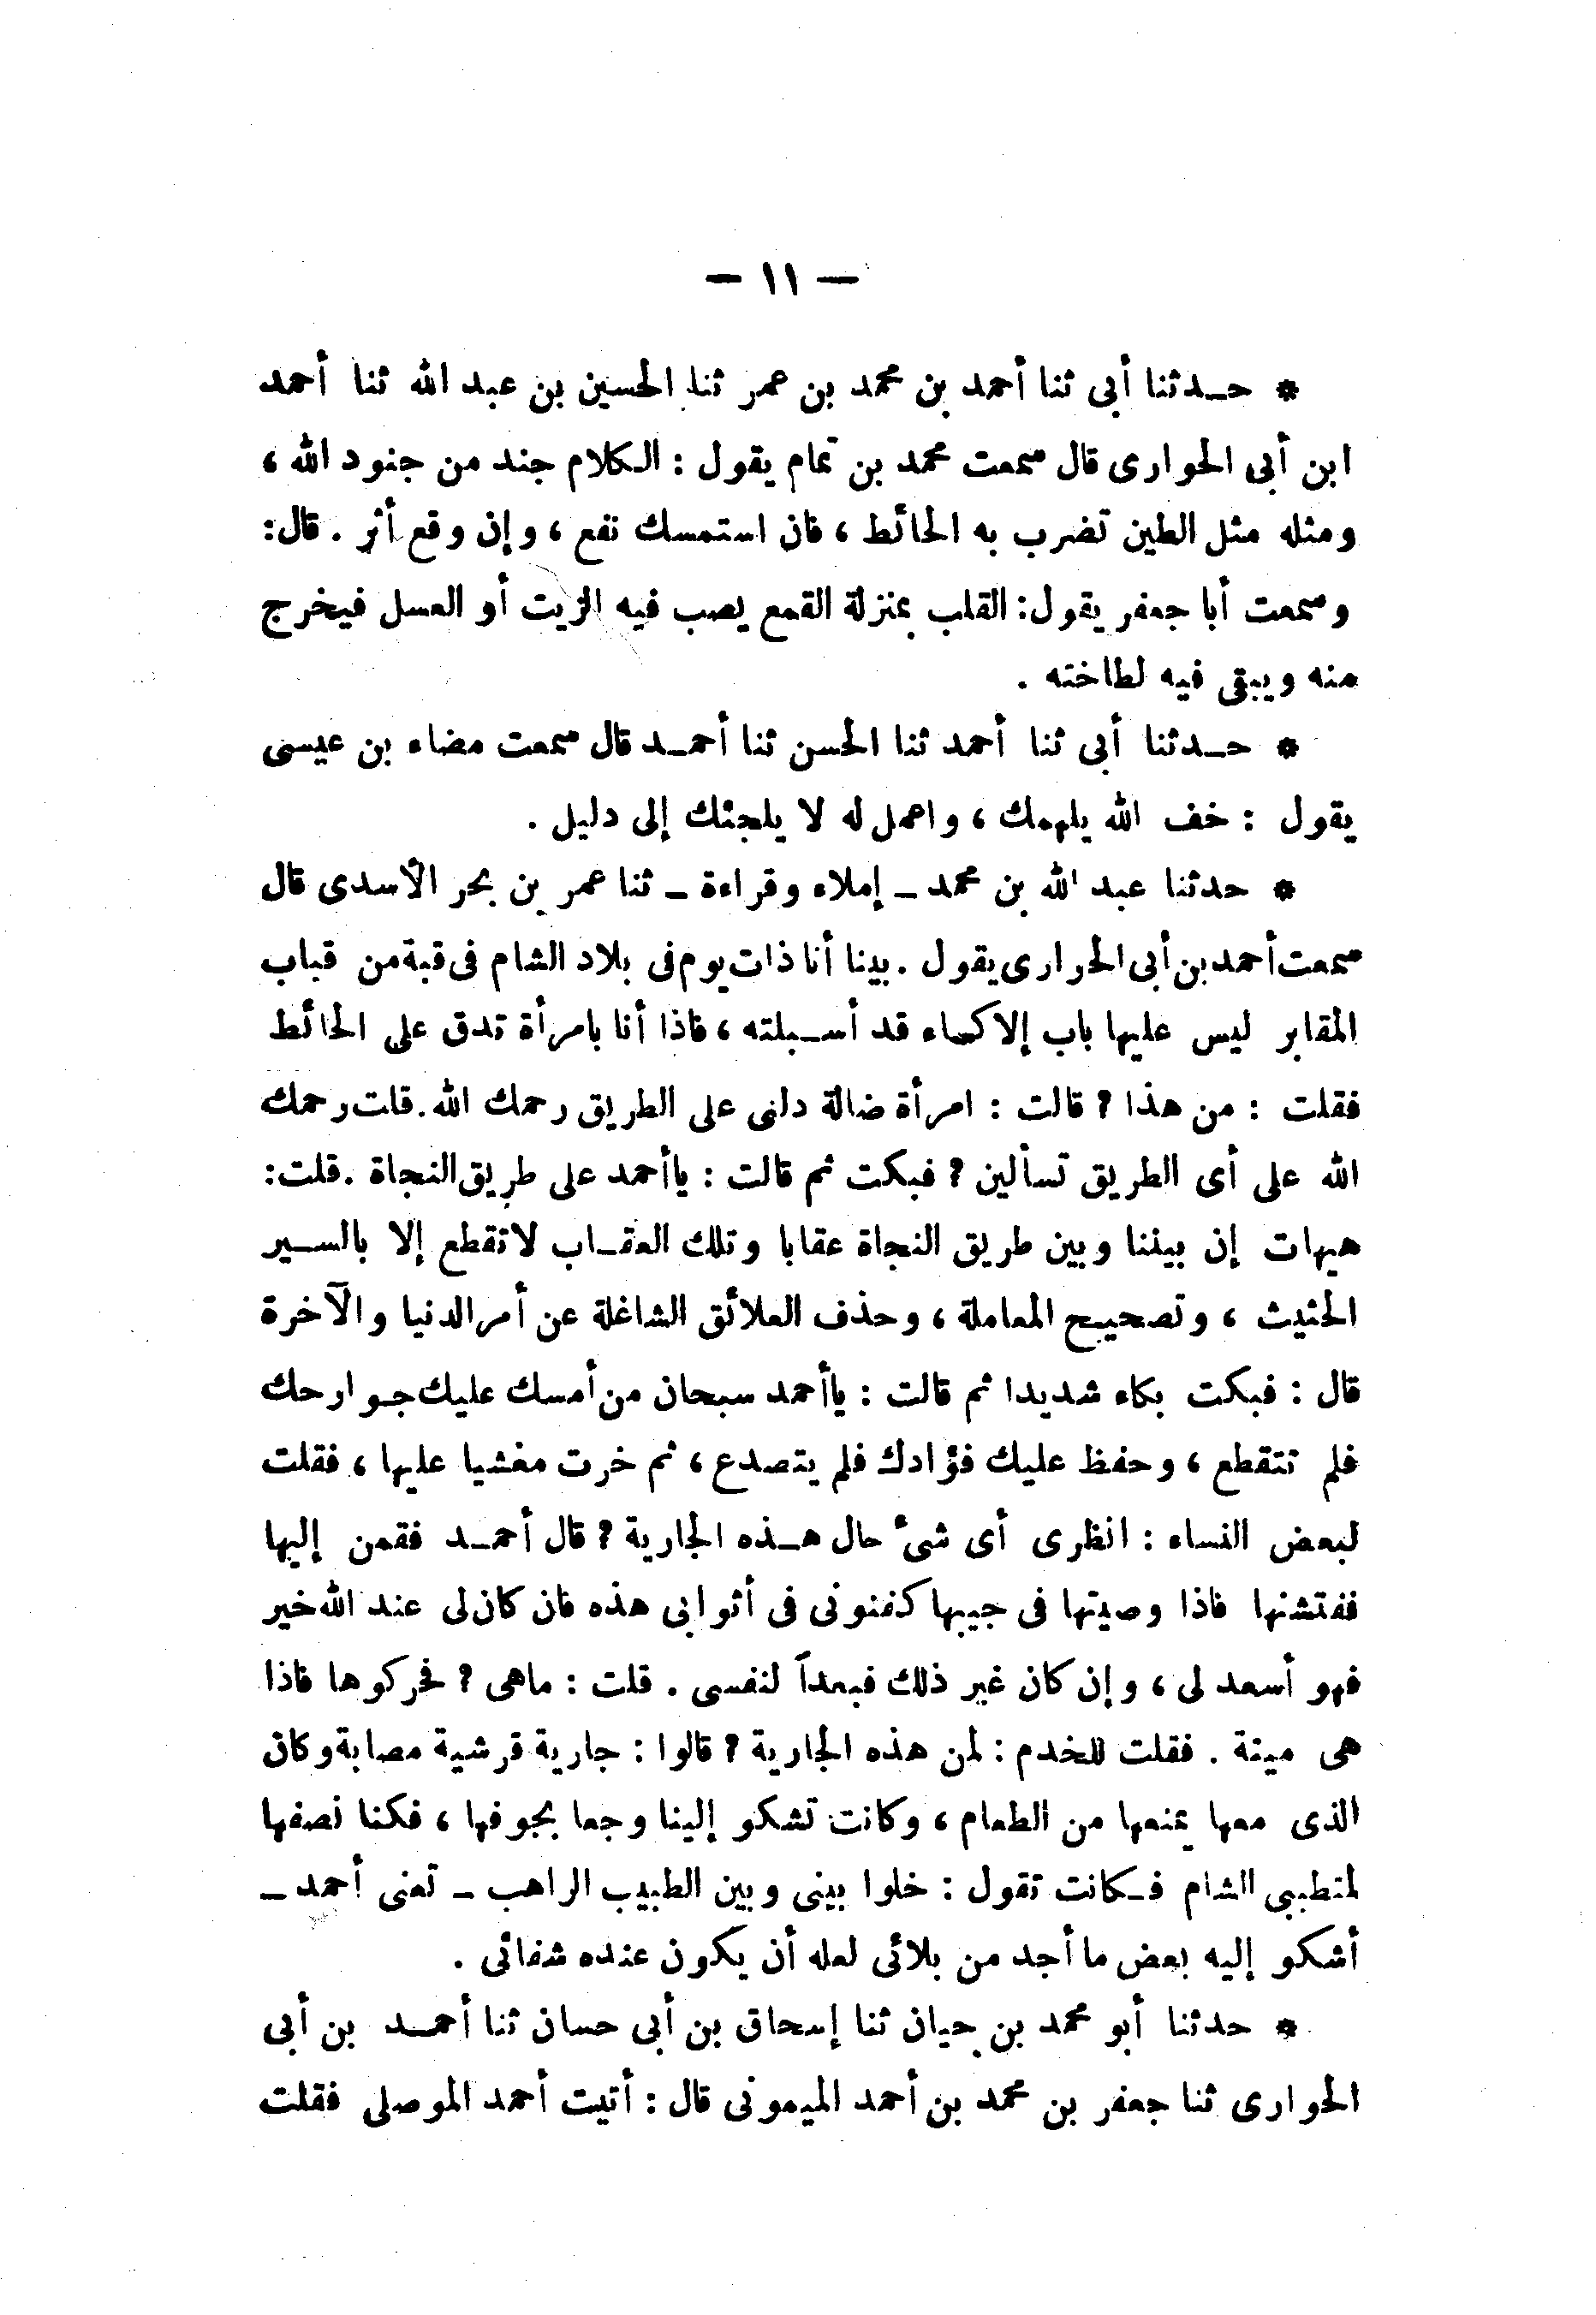 — ١١ —
* حـدثنا أبى ثنا أحمد بن محمد بن عمر ثنا الحسين بن عبد الله ثنا أحمد
ابن أبى الحوارى قال سمعت محمد بن تمام يقول : الكلام جند من جنود الله ،
ومثله مثل الطين تضرب به الحائط ، فان استمسك نفع ، وإن وقع أثر . قال :
وسمعت أبا جعفر يقول : القلب بمنزلة القمع يصب فيه الزيت أو العسل فيخرج
منه ويبقى فيه لطاخته .
* حـدثنا أبى ثنا أحمد ثنا الحسن ثنا أحمـد قال سمعت مضاء بن عيسى
يقول : خف الله يلهمك ، واعمل له لا يلجئك إلى دليل .
* حدثنا عبد الله بن محمد – إملاء وقراءة – ثنا عمر بن بحر الأسدى قال
سمعت أحمد بن أبى الحوارى يقول . بينا أنا ذات يوم فى بلاد الشام فى قبة من قباب
المقابر ليس عليها باب إلا كساء قد أسـبلته ، فاذا أنا بامرأة تدق على الحائط
فقلت : من هذا ? قالت : امرأة ضالة دلنى على الطريق رحمك الله . قلت رحمك
الله على أى الطريق تسألين ? فبكت ثم قالت : يا أحمد على طريق النجاة . قلت :
هيهات إن بيننا وبين طريق النجاة عقابا وتلك العقـاب لا تقطع إلا بالسـير
الحثيث ، وتصحيح المعاملة ، وحذف العلائق الشاغلة عن أمر الدنيا والآخرة
قال : فبكت بكاء شديدا ثم قالت : يا أحمد سبحان من أمسك عليك جـوارحك
فلم تتقطع ، وحفظ عليك فؤادك فلم يتصدع ، ثم خرت مغشيا عليها ، فقلت
لبعض النساء : انظرى أى شىء حال هـذه الجارية ? قال أحمـد فقمن إليها
ففتشنها فاذا وصيتها فى جيبها كفنونى فى أثوابى هذه فان كان لى عند الله خير
فهو أسعد لى ، وإن كان غير ذلك فبعداً لنفسى . قلت : ماهى ? فحركوها فاذا
هى ميتة . فقلت للخدم : لمن هذه الجارية ? قالوا : جارية قرشية مصابة وكان
الذى معها يمنعها من الطعام ، وكانت تشكو إلينا وجعا بجوفها ، فكنا نصفها
لمتطببى الشام فـكانت تقول : خلوا بينى وبين الطبيب الراهب – تعنى أحمد –
أشكو إليه بعض ما أجد من بلائى لعله أن يكون عنده شفائى .
* حدثنا أبو محمد بن حيان ثنا إسحاق بن أبى حسان ثنا أحمـد بن أبى
الحوارى ثنا جعفر بن محمد بن أحمد الميمونى قال : أتيت أحمد الموصلى فقلت